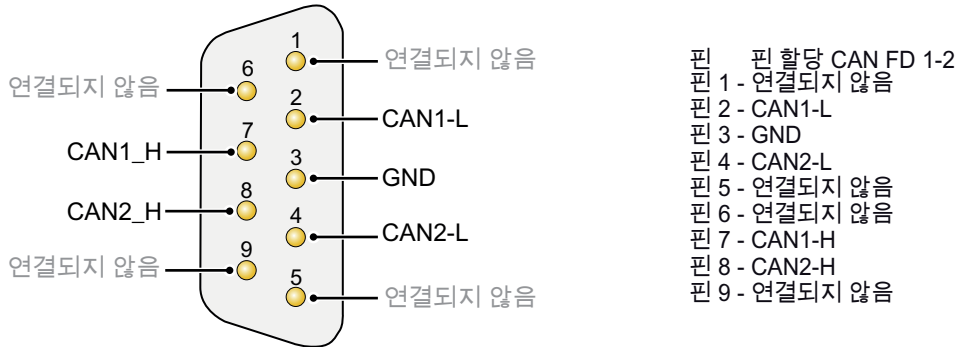 1
연결되지 않음
6
연결되지 않음
2
CAN1-L
7
CAN1_H
3
GND
8
CAN2_H
4
CAN2-L
9
연결되지 않음
5
연결되지 않음
핀 핀 할당 CAN FD 1-2
핀 1 - 연결되지 않음
핀 2 - CAN1-L
핀 3 - GND
핀 4 - CAN2-L
핀 5 - 연결되지 않음
핀 6 - 연결되지 않음
핀 7 - CAN1-H
핀 8 - CAN2-H
핀 9 - 연결되지 않음